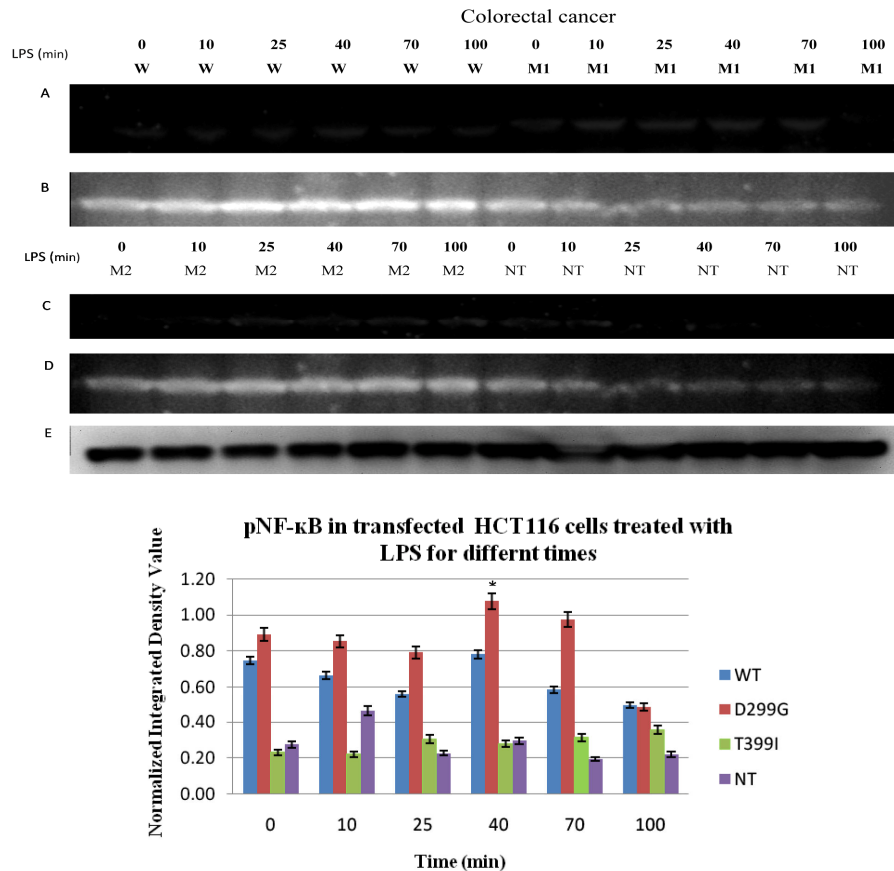 Colorectal cancer
LPS (min) 0 10 25 40 70 100 0 10 25 40 70 100
W W W W W W M1 M1 M1 M1 M1 M1
A
B
LPS (min) 0 10 25 40 70 100 0 10 25 40 70 100
M2 M2 M2 M2 M2 M2 NT NT NT NT NT NT
C
D
E
pNF-κB in transfected HCT116 cells treated with
LPS for differnt times
Normalized Integrated Density Value
1.20
1.00
0.80
0.60
0.40
0.20
0.00
*
WT
D299G
T399I
NT
0 10 25 40 70 100
Time (min)